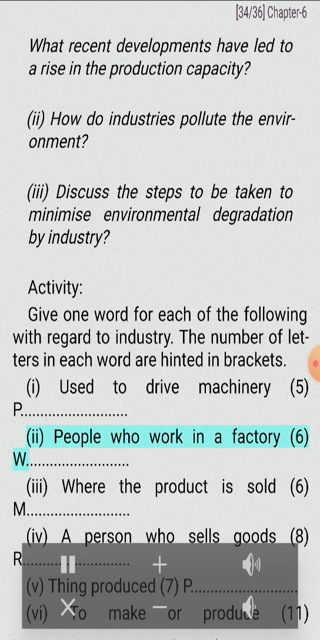 [34/36] Chapter-6
What recent developments have led to
a rise in the production capacity?
(ii) How do industries pollute the envir-
onment?
(iii) Discuss the steps to be taken to
minimise environmental degradation
by industry?
Activity:
Give one word for each of the following
with regard to industry. The number of let-
ters in each word are hinted in brackets.
(i) Used to drive machinery (5)
P...........................
(ii) People who work in a factory (6)
W.........................
(iii) Where the product is sold (6)
M.........................
(iv) A person who sells goods (8)
R..........................
(v) Thing produced (7) P..........................
(vi) To make or produce (11)